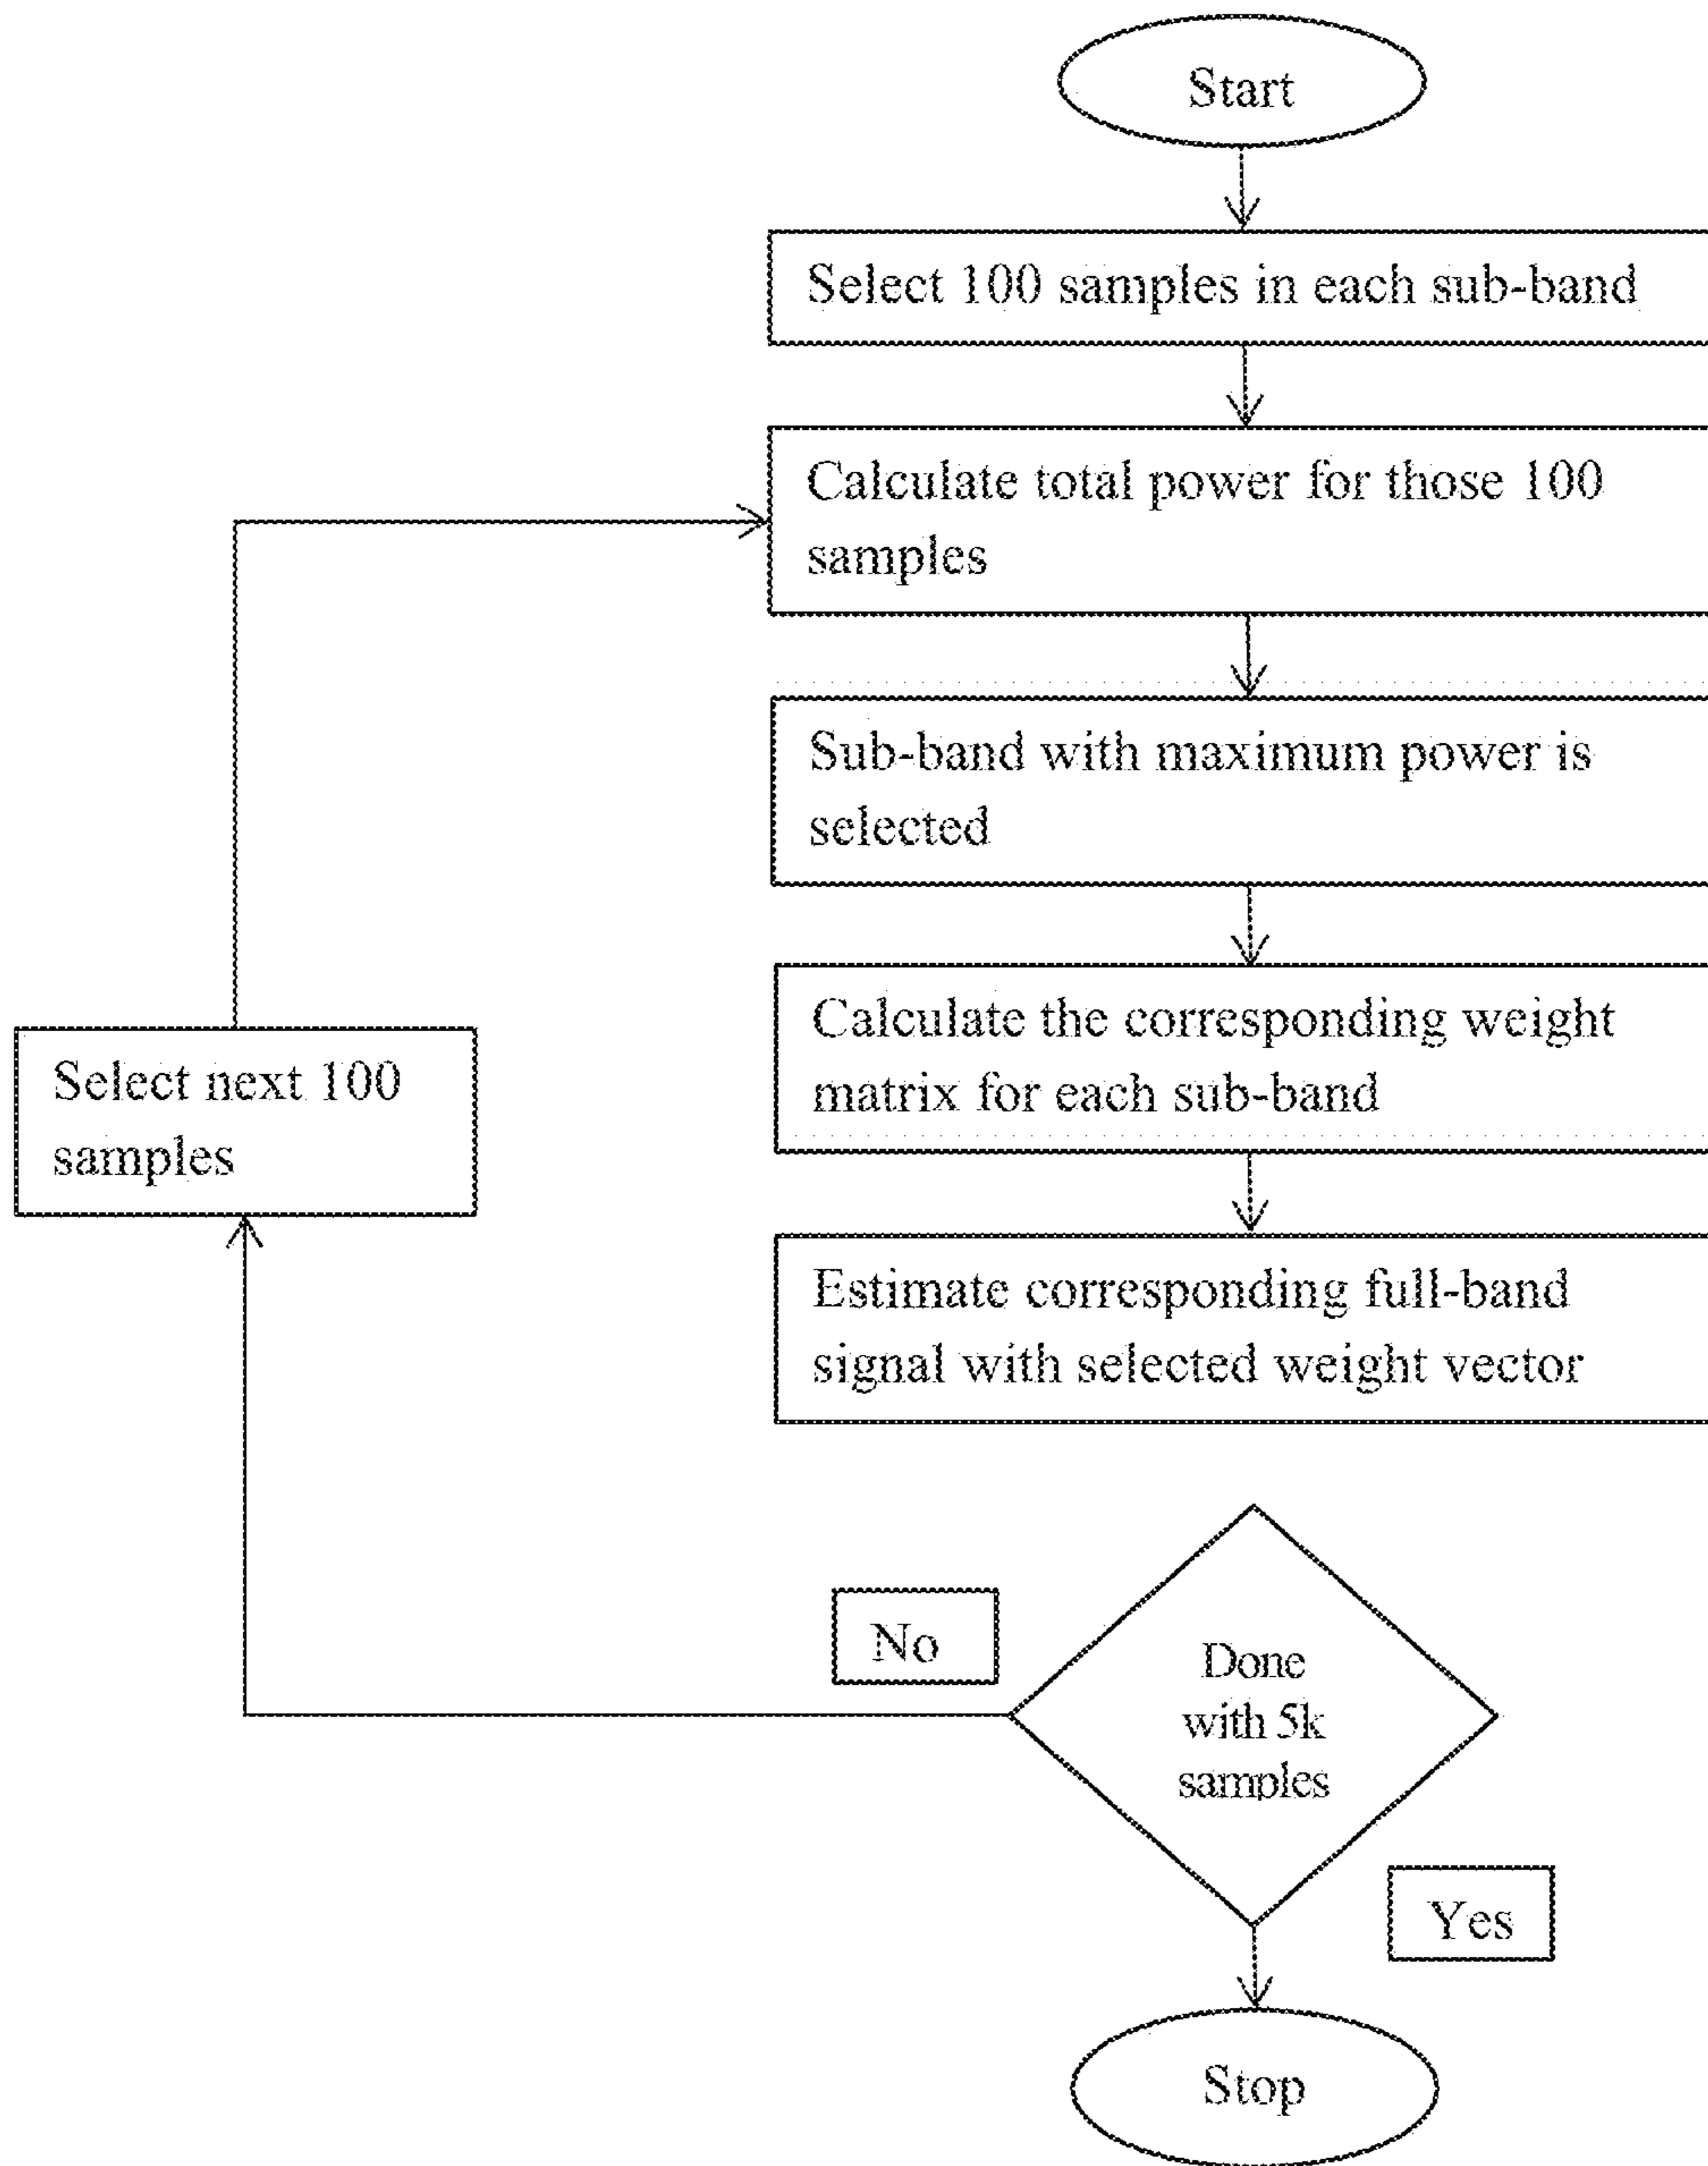 Start
Select 100 samples in each sub-band
Calculate total power for those 100
samples
Sub-band with maximum power is
selected
Calculate the corresponding weight
matrix for each sub-band
Select next 100
samples
Estimate corresponding full-band
signal with selected weight vector
No
Done
with 5k
samples
Yes
Stop